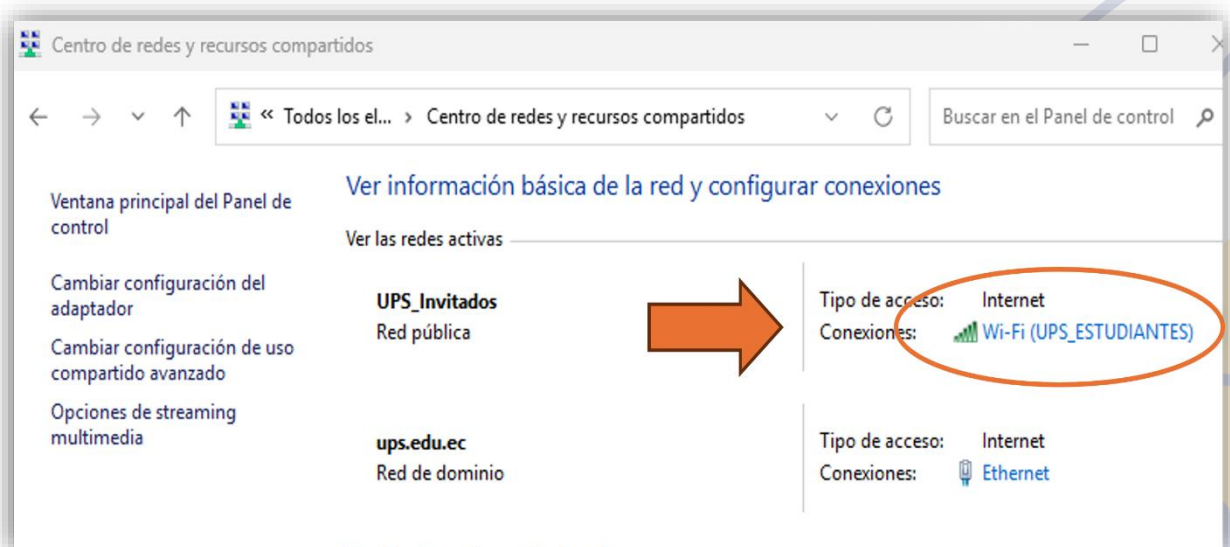 Centro de redes y recursos compartidos
« Todos los el... › Centro de redes y recursos compartidos
Buscar en el Panel de control
Ventana principal del Panel de
control
Cambiar configuración del
adaptador
Cambiar configuración de uso
compartido avanzado
Opciones de streaming
multimedia
Ver información básica de la red y configurar conexiones
Ver las redes activas
UPS_Invitados
Red pública
Tipo de acceso: Internet
Conexiones: Wi-Fi (UPS_ESTUDIANTES)
ups.edu.ec
Red de dominio
Tipo de acceso: Internet
Conexiones: Ethernet